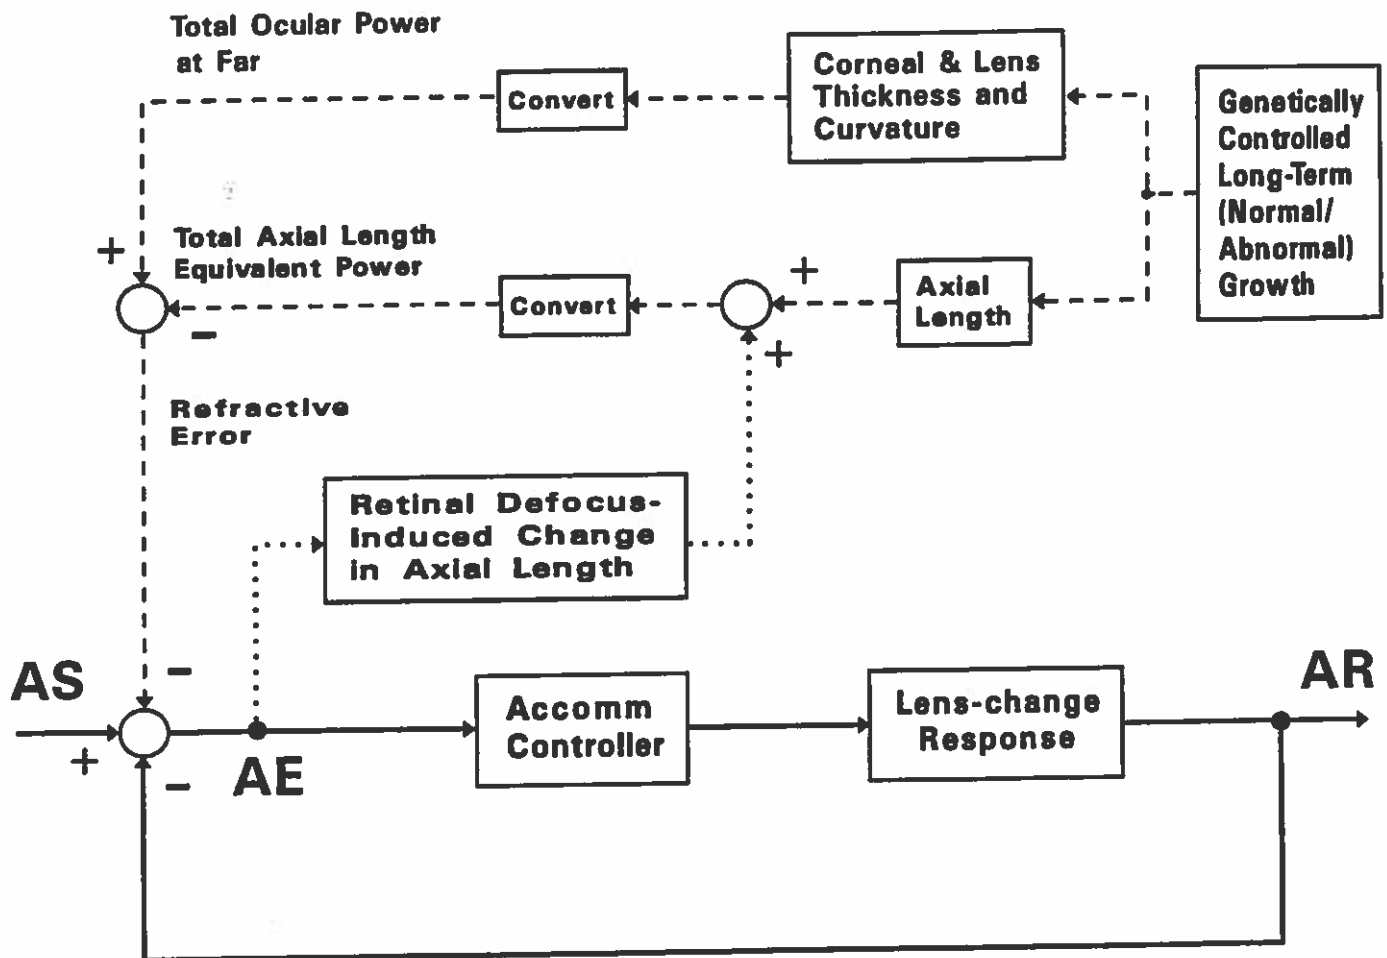 Total Ocular Power
at Far
Convert
Corneal & Lens
Thickness and
Curvature
Genetically
Controlled
Long-Term
(Normal/
Abnormal)
Growth
+
Total Axial Length
Equivalent Power
−
Convert
+
+
Axial
Length
Refractive
Error
Retinal Defocus-
Induced Change
in Axial Length
AS
+
−
−
AE
Accomm
Controller
Lens-change
Response
AR